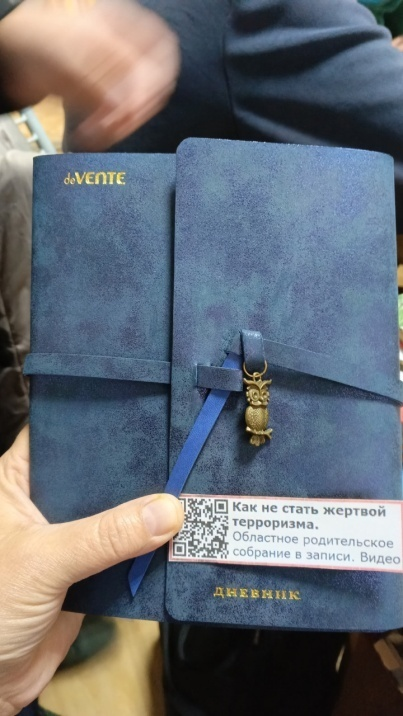 deVENTE
Как не стать жертвой
терроризма.
Областное родительское
собрание в записи. Видео
ДНЕВНИК